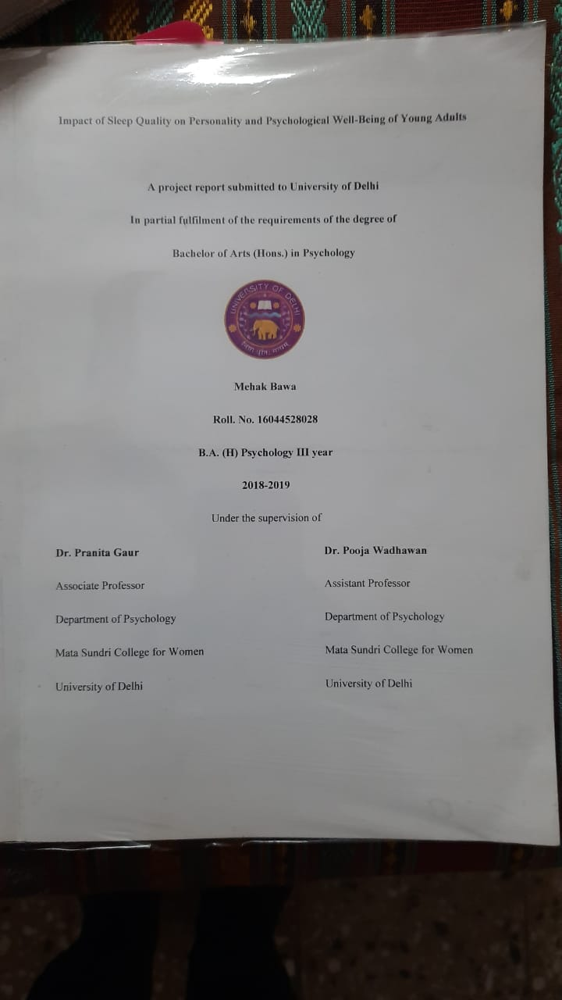 Impact of Sleep Quality on Personality and Psychological Well-Being of Young Adults
A project report submitted to University of Delhi
In partial fulfilment of the requirements of the degree of
Bachelor of Arts (Hons.) in Psychology
UNIVERSITY OF DELHI
Mehak Bawa
Roll. No. 16044528028
B.A. (H) Psychology III year
2018-2019
Under the supervision of
Dr. Pranita Gaur
Associate Professor
Department of Psychology
Mata Sundri College for Women
University of Delhi
Dr. Pooja Wadhawan
Assistant Professor
Department of Psychology
Mata Sundri College for Women
University of Delhi